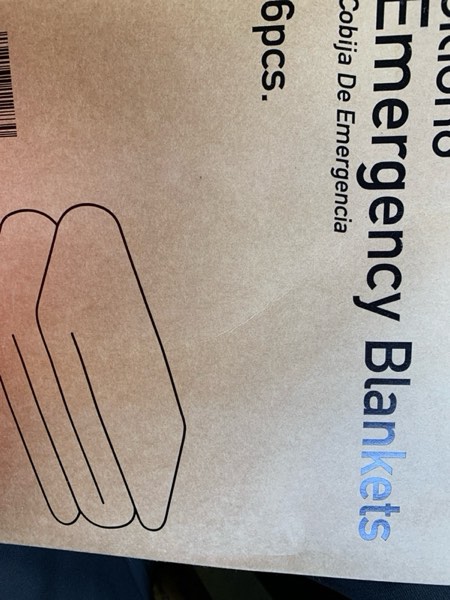 Emergency Blankets
Cobija De Emergencia
6pcs.